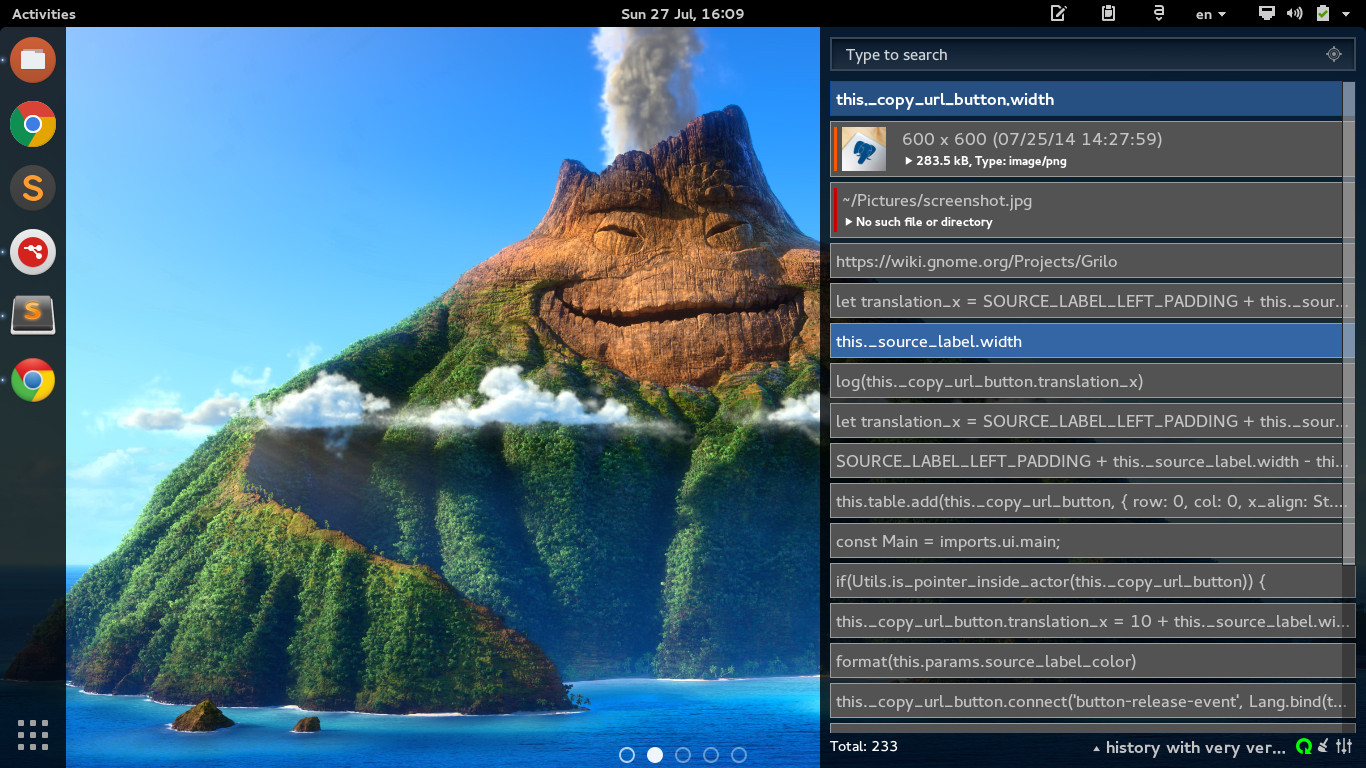 Activities
Sun 27 Jul, 16:09
a
en
Type to search
this._copy_url_button.width
600 x 600 (07/25/14 14:27:59)
283.5 kB, Type: image/png
~/Pictures/screenshot.jpg
No such file or directory
https://wiki.gnome.org/Projects/Grilo
let translation_x = SOURCE_LABEL_LEFT_PADDING + this._sour...
this._source_label.width
log(this._copy_url_button.translation_x)
let translation_x = SOURCE_LABEL_LEFT_PADDING + this._sour...
SOURCE_LABEL_LEFT_PADDING + this._source_label.width - thi...
this.table.add(this._copy_url_button, { row: 0, col: 0, x_align: St....
const Main = imports.ui.main;
if(Utils.is_pointer_inside_actor(this._copy_url_button)) {
this._copy_url_button.translation_x = 10 + this._source_label.wi...
format(this.params.source_label_color)
this._copy_url_button.connect('button-release-event', Lang.bind(t...
Total: 233
history with very ver...